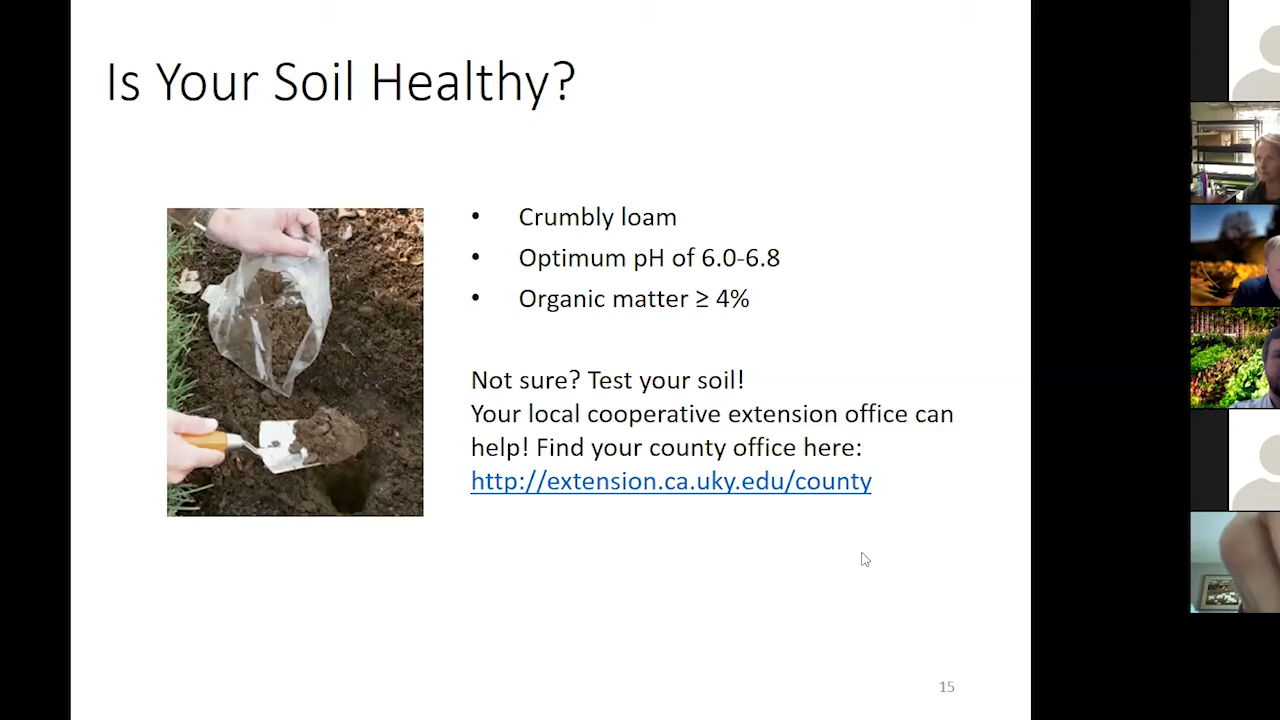 Is Your Soil Healthy?
• Crumbly loam
• Optimum pH of 6.0-6.8
• Organic matter ≥ 4%
Not sure? Test your soil!
Your local cooperative extension office can
help! Find your county office here:
http://extension.ca.uky.edu/county
15